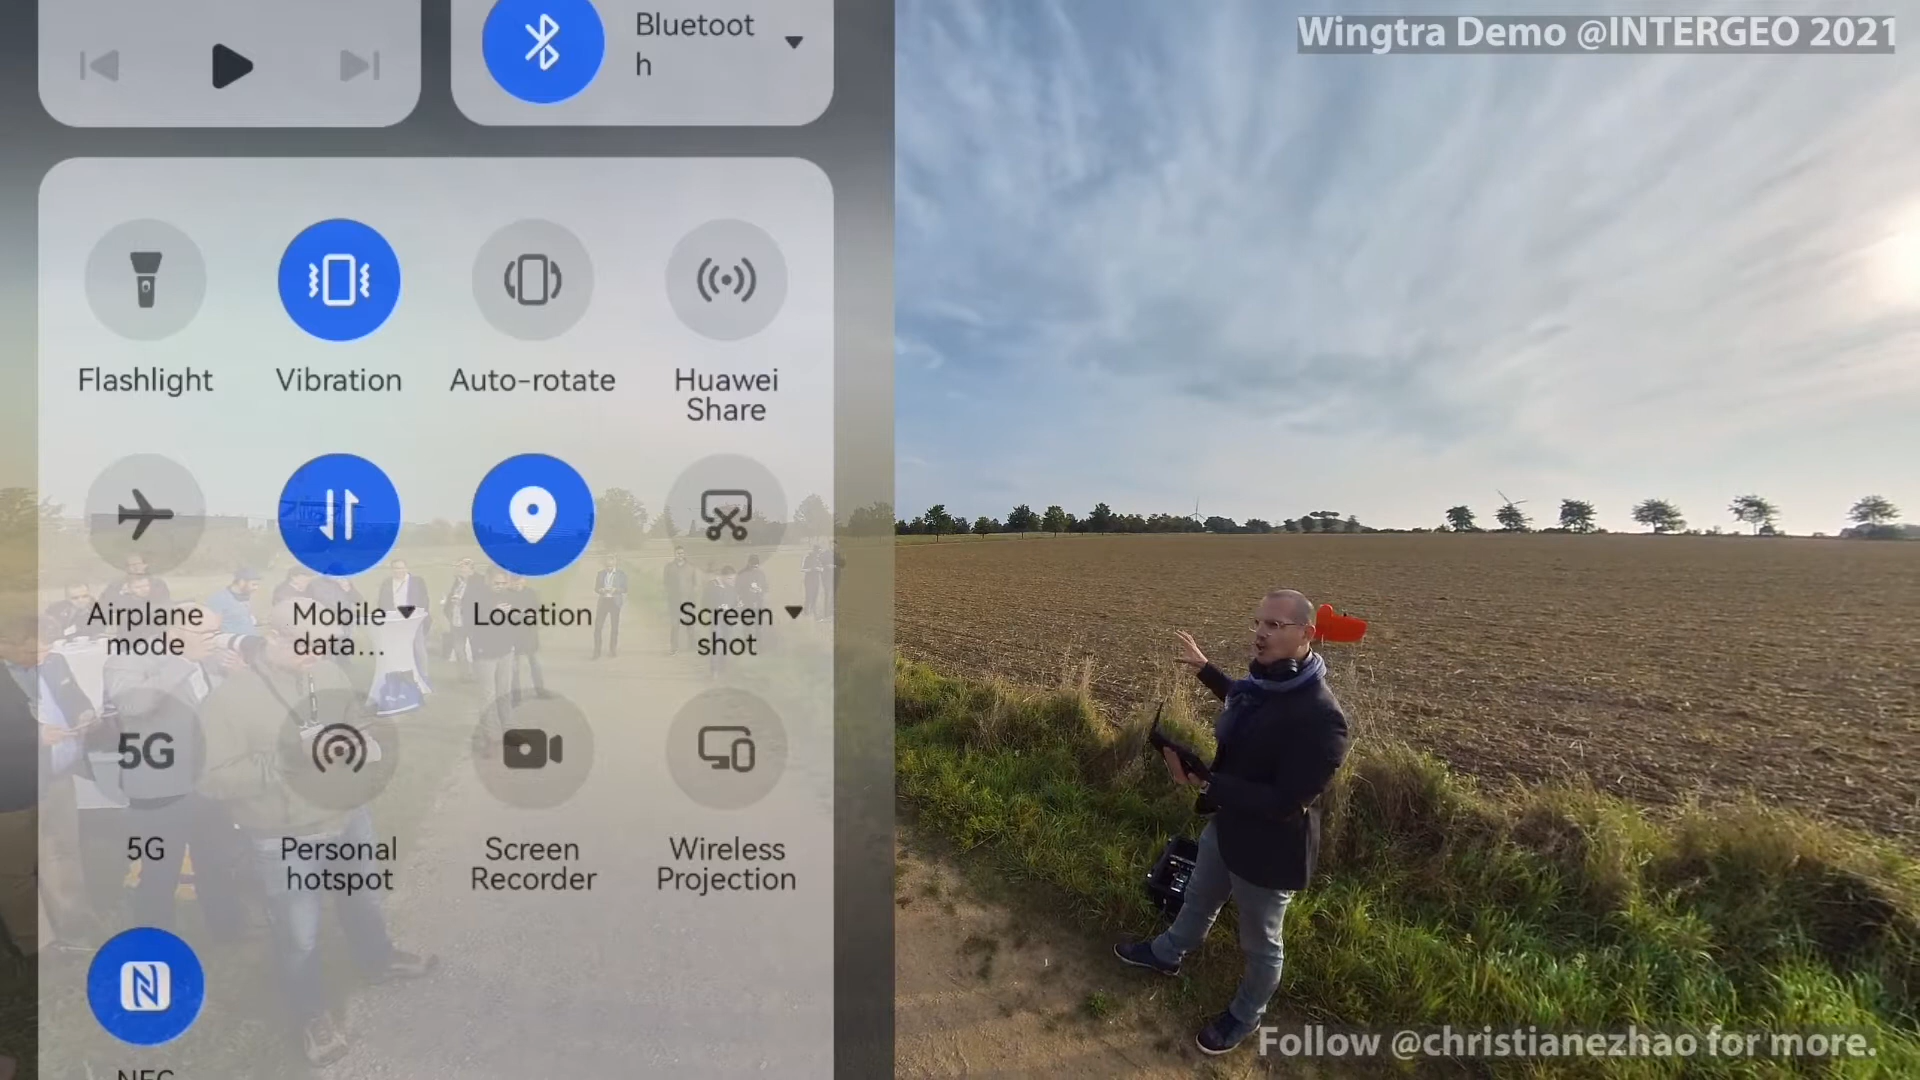 Bluetoot
h
Wingtra Demo @INTERGEO 2021
Flashlight
Vibration
Auto-rotate
Huawei
Share
Airplane
mode
Mobile
data...
Location
Screen
shot
5G
5G
Personal
hotspot
Screen
Recorder
Wireless
Projection
NFC
Follow @christianezhao for more.